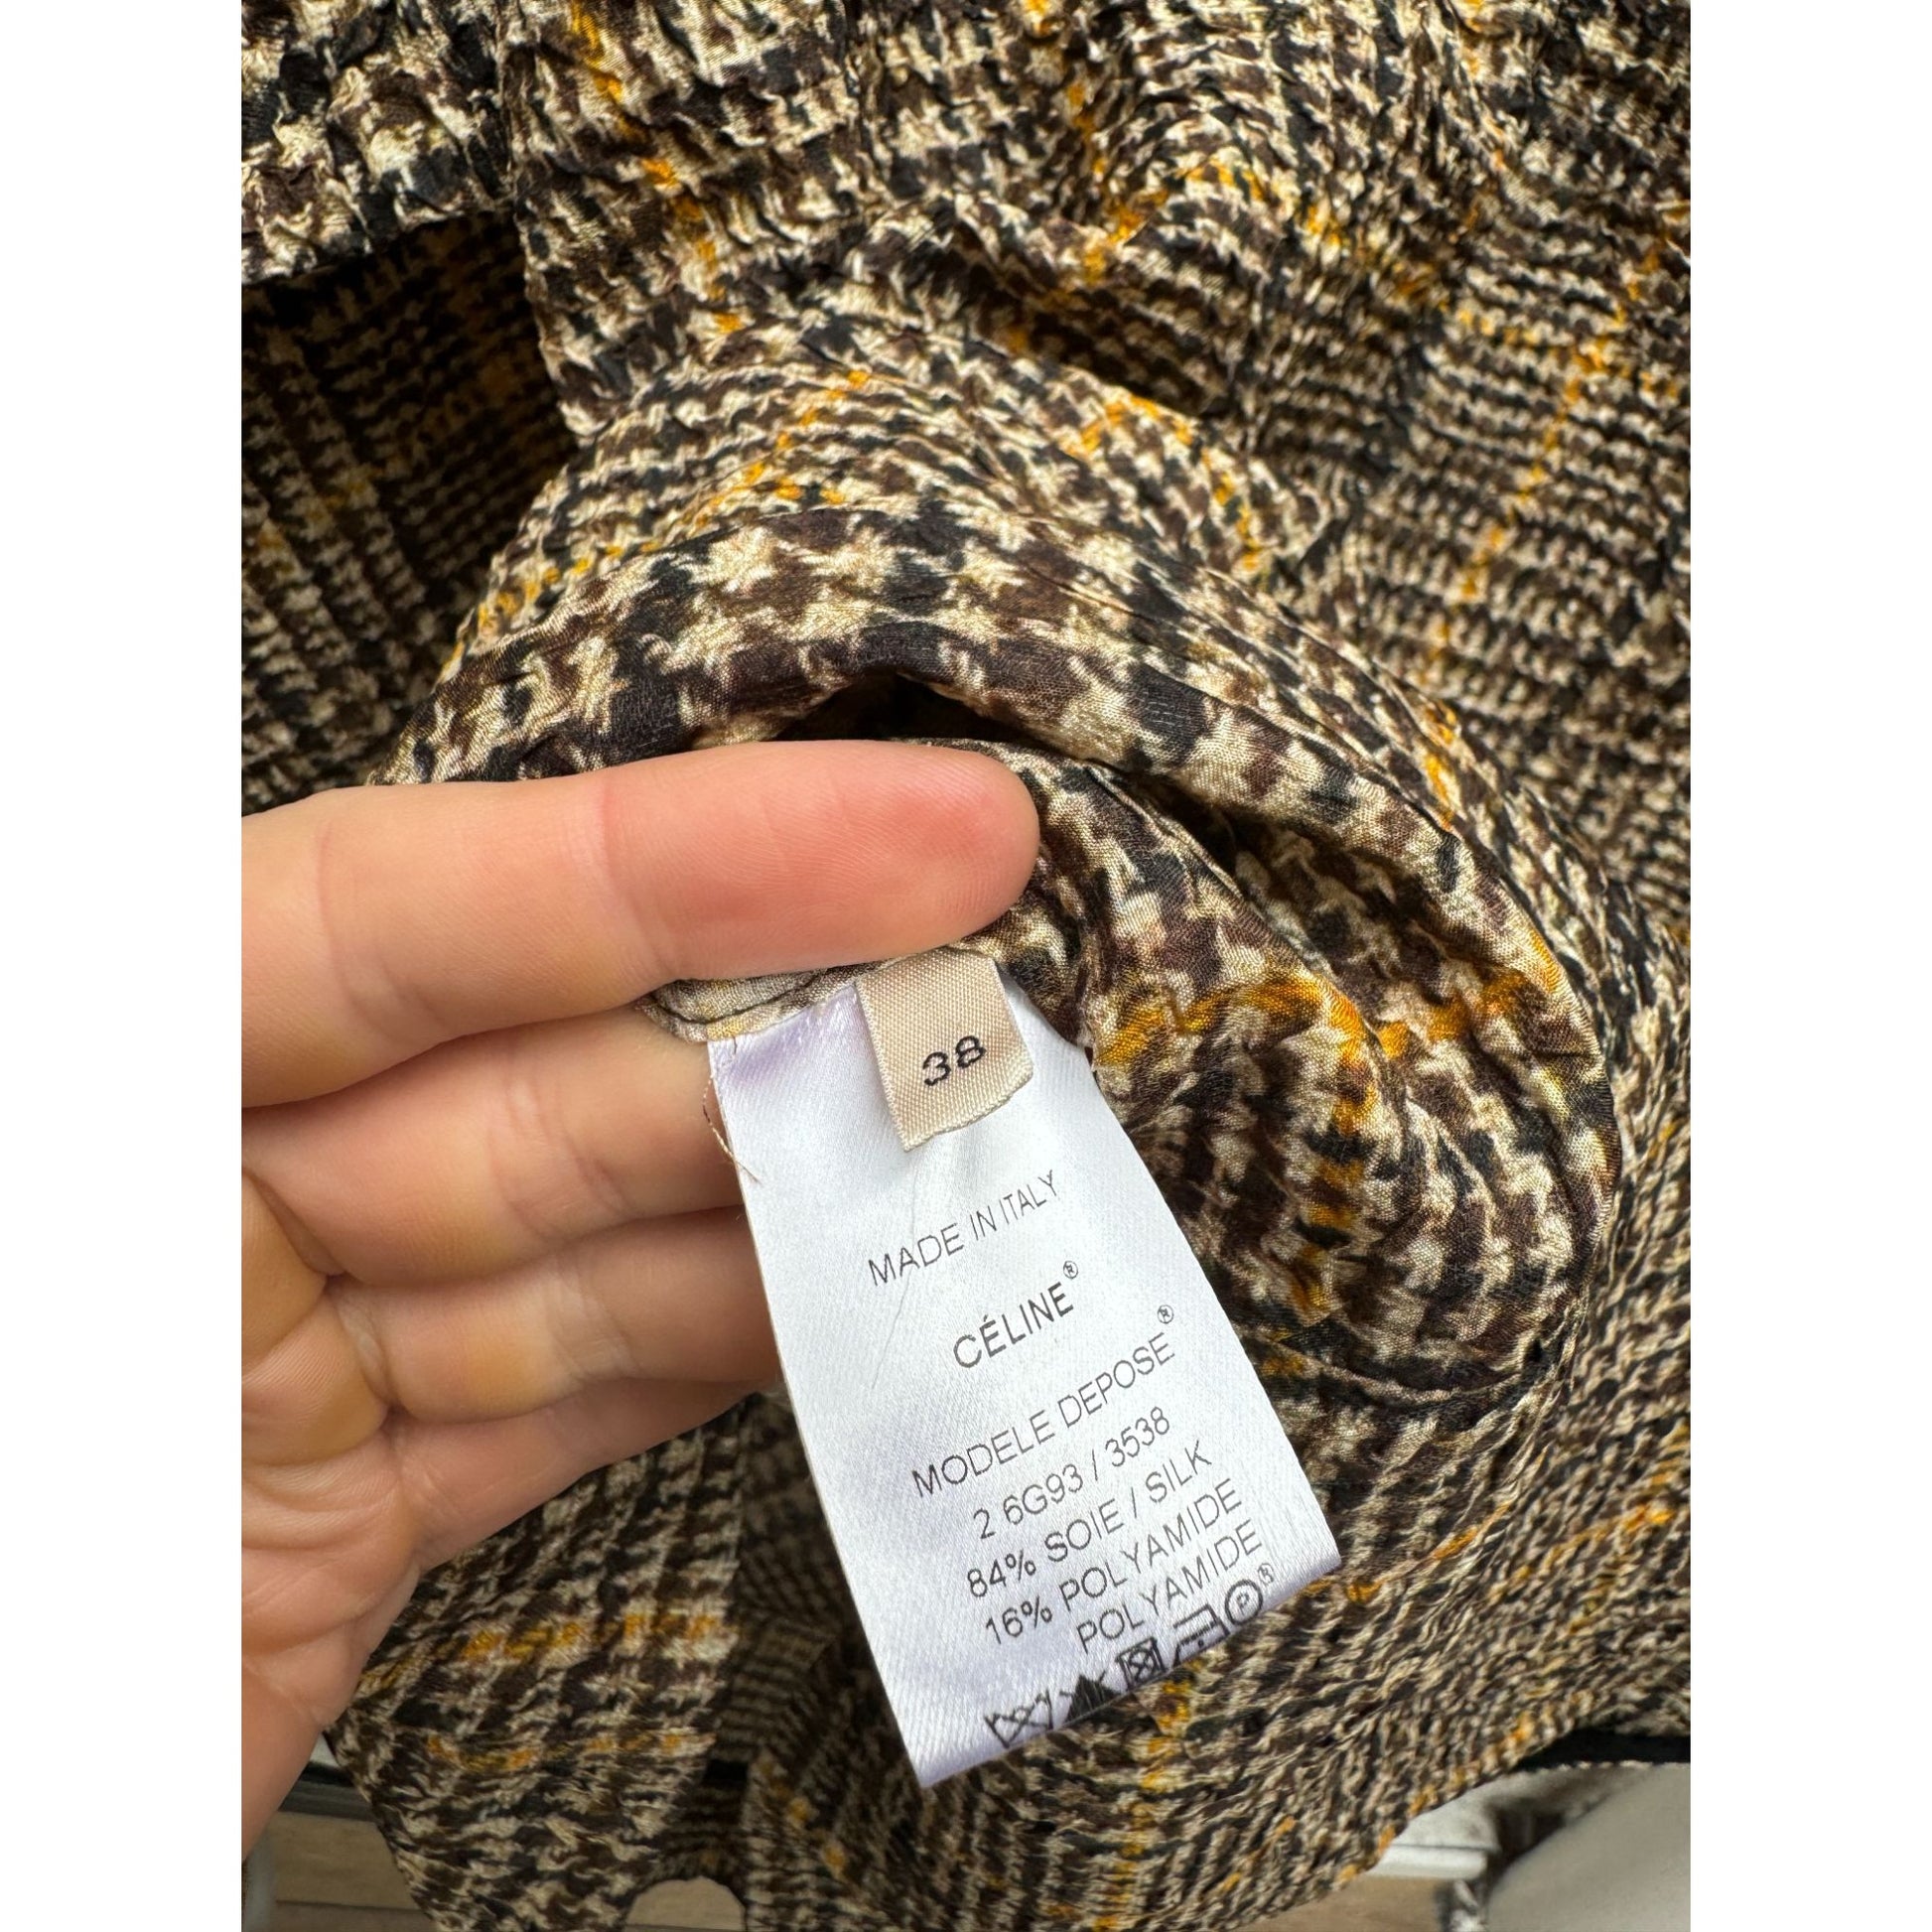 38
MADE IN ITALY
CÉLINE®
MODELE DEPOSE®
2 6G93 / 3538
84% SOIE / SILK
16% POLYAMIDE
POLYAMIDE
P